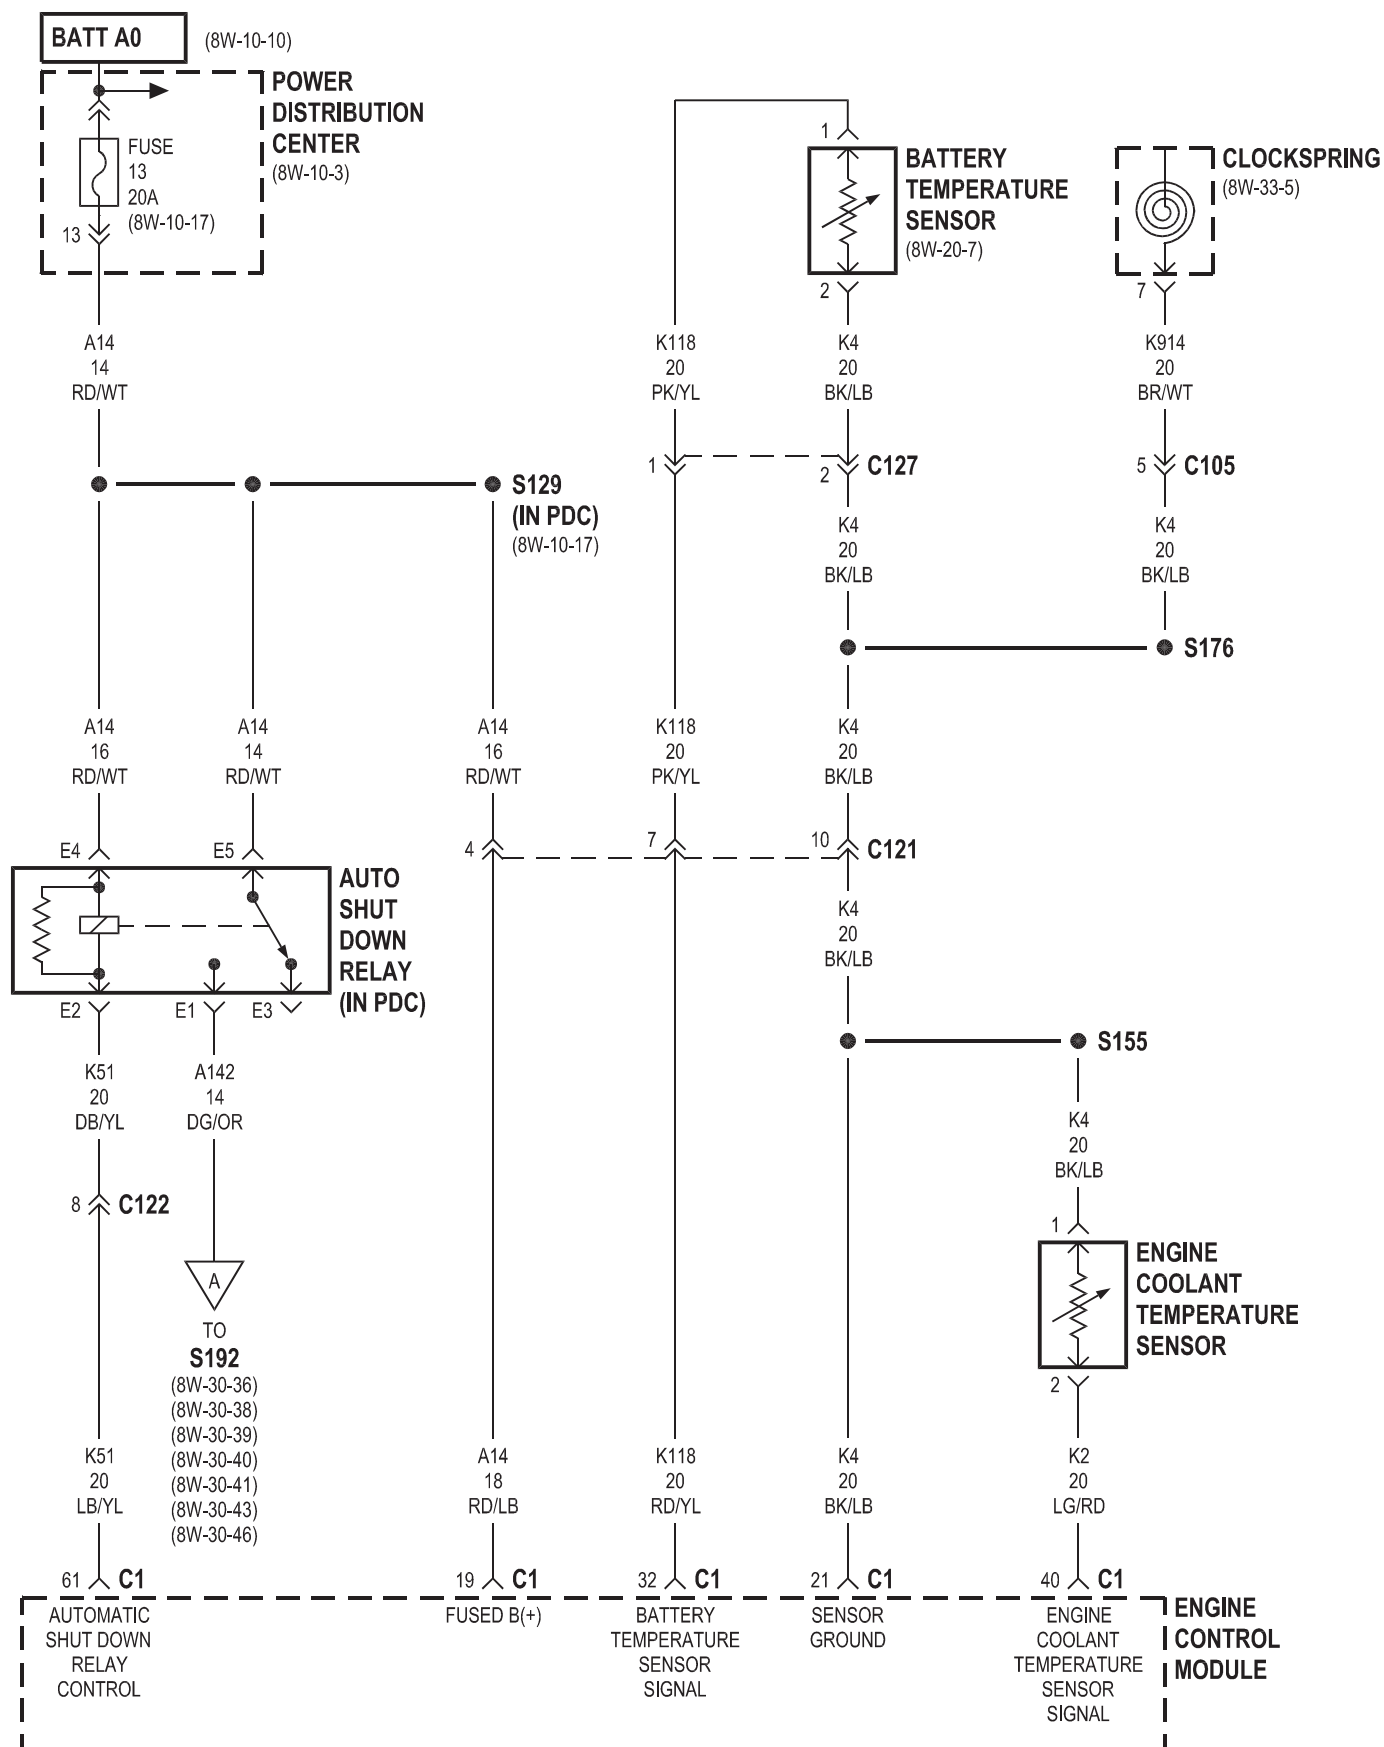 BATT A0
(8W-10-10)
POWER
DISTRIBUTION
CENTER
(8W-10-3)
FUSE
13
20A
(8W-10-17)
13
1
BATTERY
TEMPERATURE
SENSOR
(8W-20-7)
2
CLOCKSPRING
(8W-33-5)
7
A14
14
RD/WT
K118
20
PK/YL
K4
20
BK/LB
K914
20
BR/WT
1
2
C127
5
C105
S129
(IN PDC)
(8W-10-17)
K4
20
BK/LB
K4
20
BK/LB
S176
A14
16
RD/WT
A14
14
RD/WT
A14
16
RD/WT
K118
20
PK/YL
K4
20
BK/LB
E4
E5
4
7
10
C121
AUTO
SHUT
DOWN
RELAY
(IN PDC)
K4
20
BK/LB
E2
E1
E3
S155
K51
20
DB/YL
A142
14
DG/OR
K4
20
BK/LB
8
C122
1
ENGINE
COOLANT
TEMPERATURE
SENSOR
2
A
TO
S192
(8W-30-36)
(8W-30-38)
(8W-30-39)
(8W-30-40)
(8W-30-41)
(8W-30-43)
(8W-30-46)
K51
20
LB/YL
A14
18
RD/LB
K118
20
RD/YL
K4
20
BK/LB
K2
20
LG/RD
61
C1
19
C1
32
C1
21
C1
40
C1
AUTOMATIC
SHUT DOWN
RELAY
CONTROL
FUSED B(+)
BATTERY
TEMPERATURE
SENSOR
SIGNAL
SENSOR
GROUND
ENGINE
COOLANT
TEMPERATURE
SENSOR
SIGNAL
ENGINE
CONTROL
MODULE